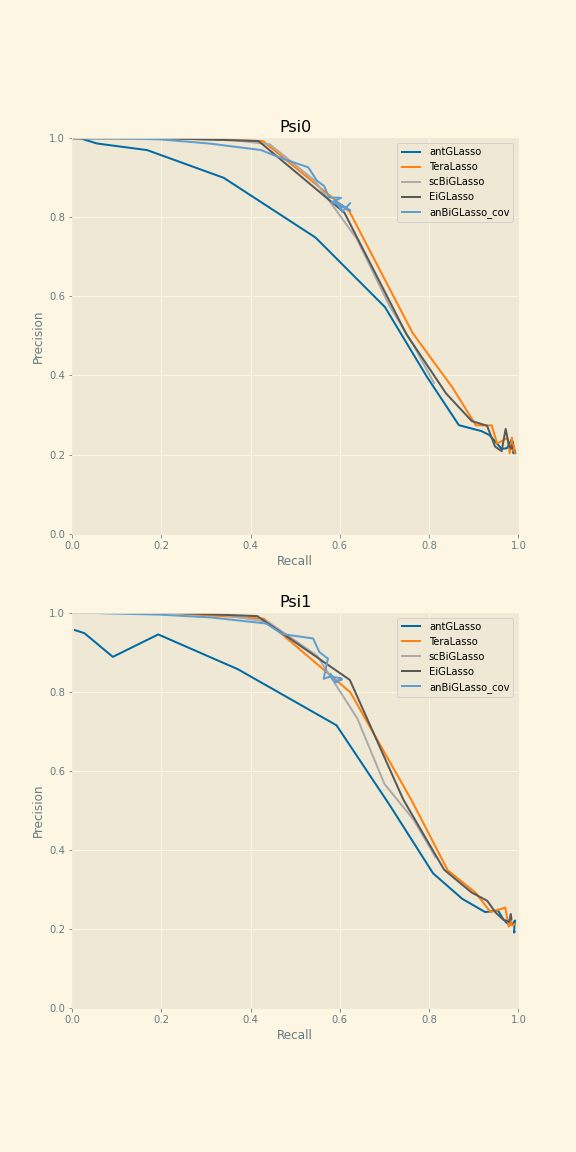 Psi0
1.0
0.8
0.6
0.4
0.2
0.0
Precision
antGLasso
TeraLasso
scBiGLasso
EiGLasso
anBiGLasso_cov
0.0 0.2 0.4 0.6 0.8 1.0
Recall
Psi1
1.0
0.8
0.6
0.4
0.2
0.0
Precision
antGLasso
TeraLasso
scBiGLasso
EiGLasso
anBiGLasso_cov
0.0 0.2 0.4 0.6 0.8 1.0
Recall